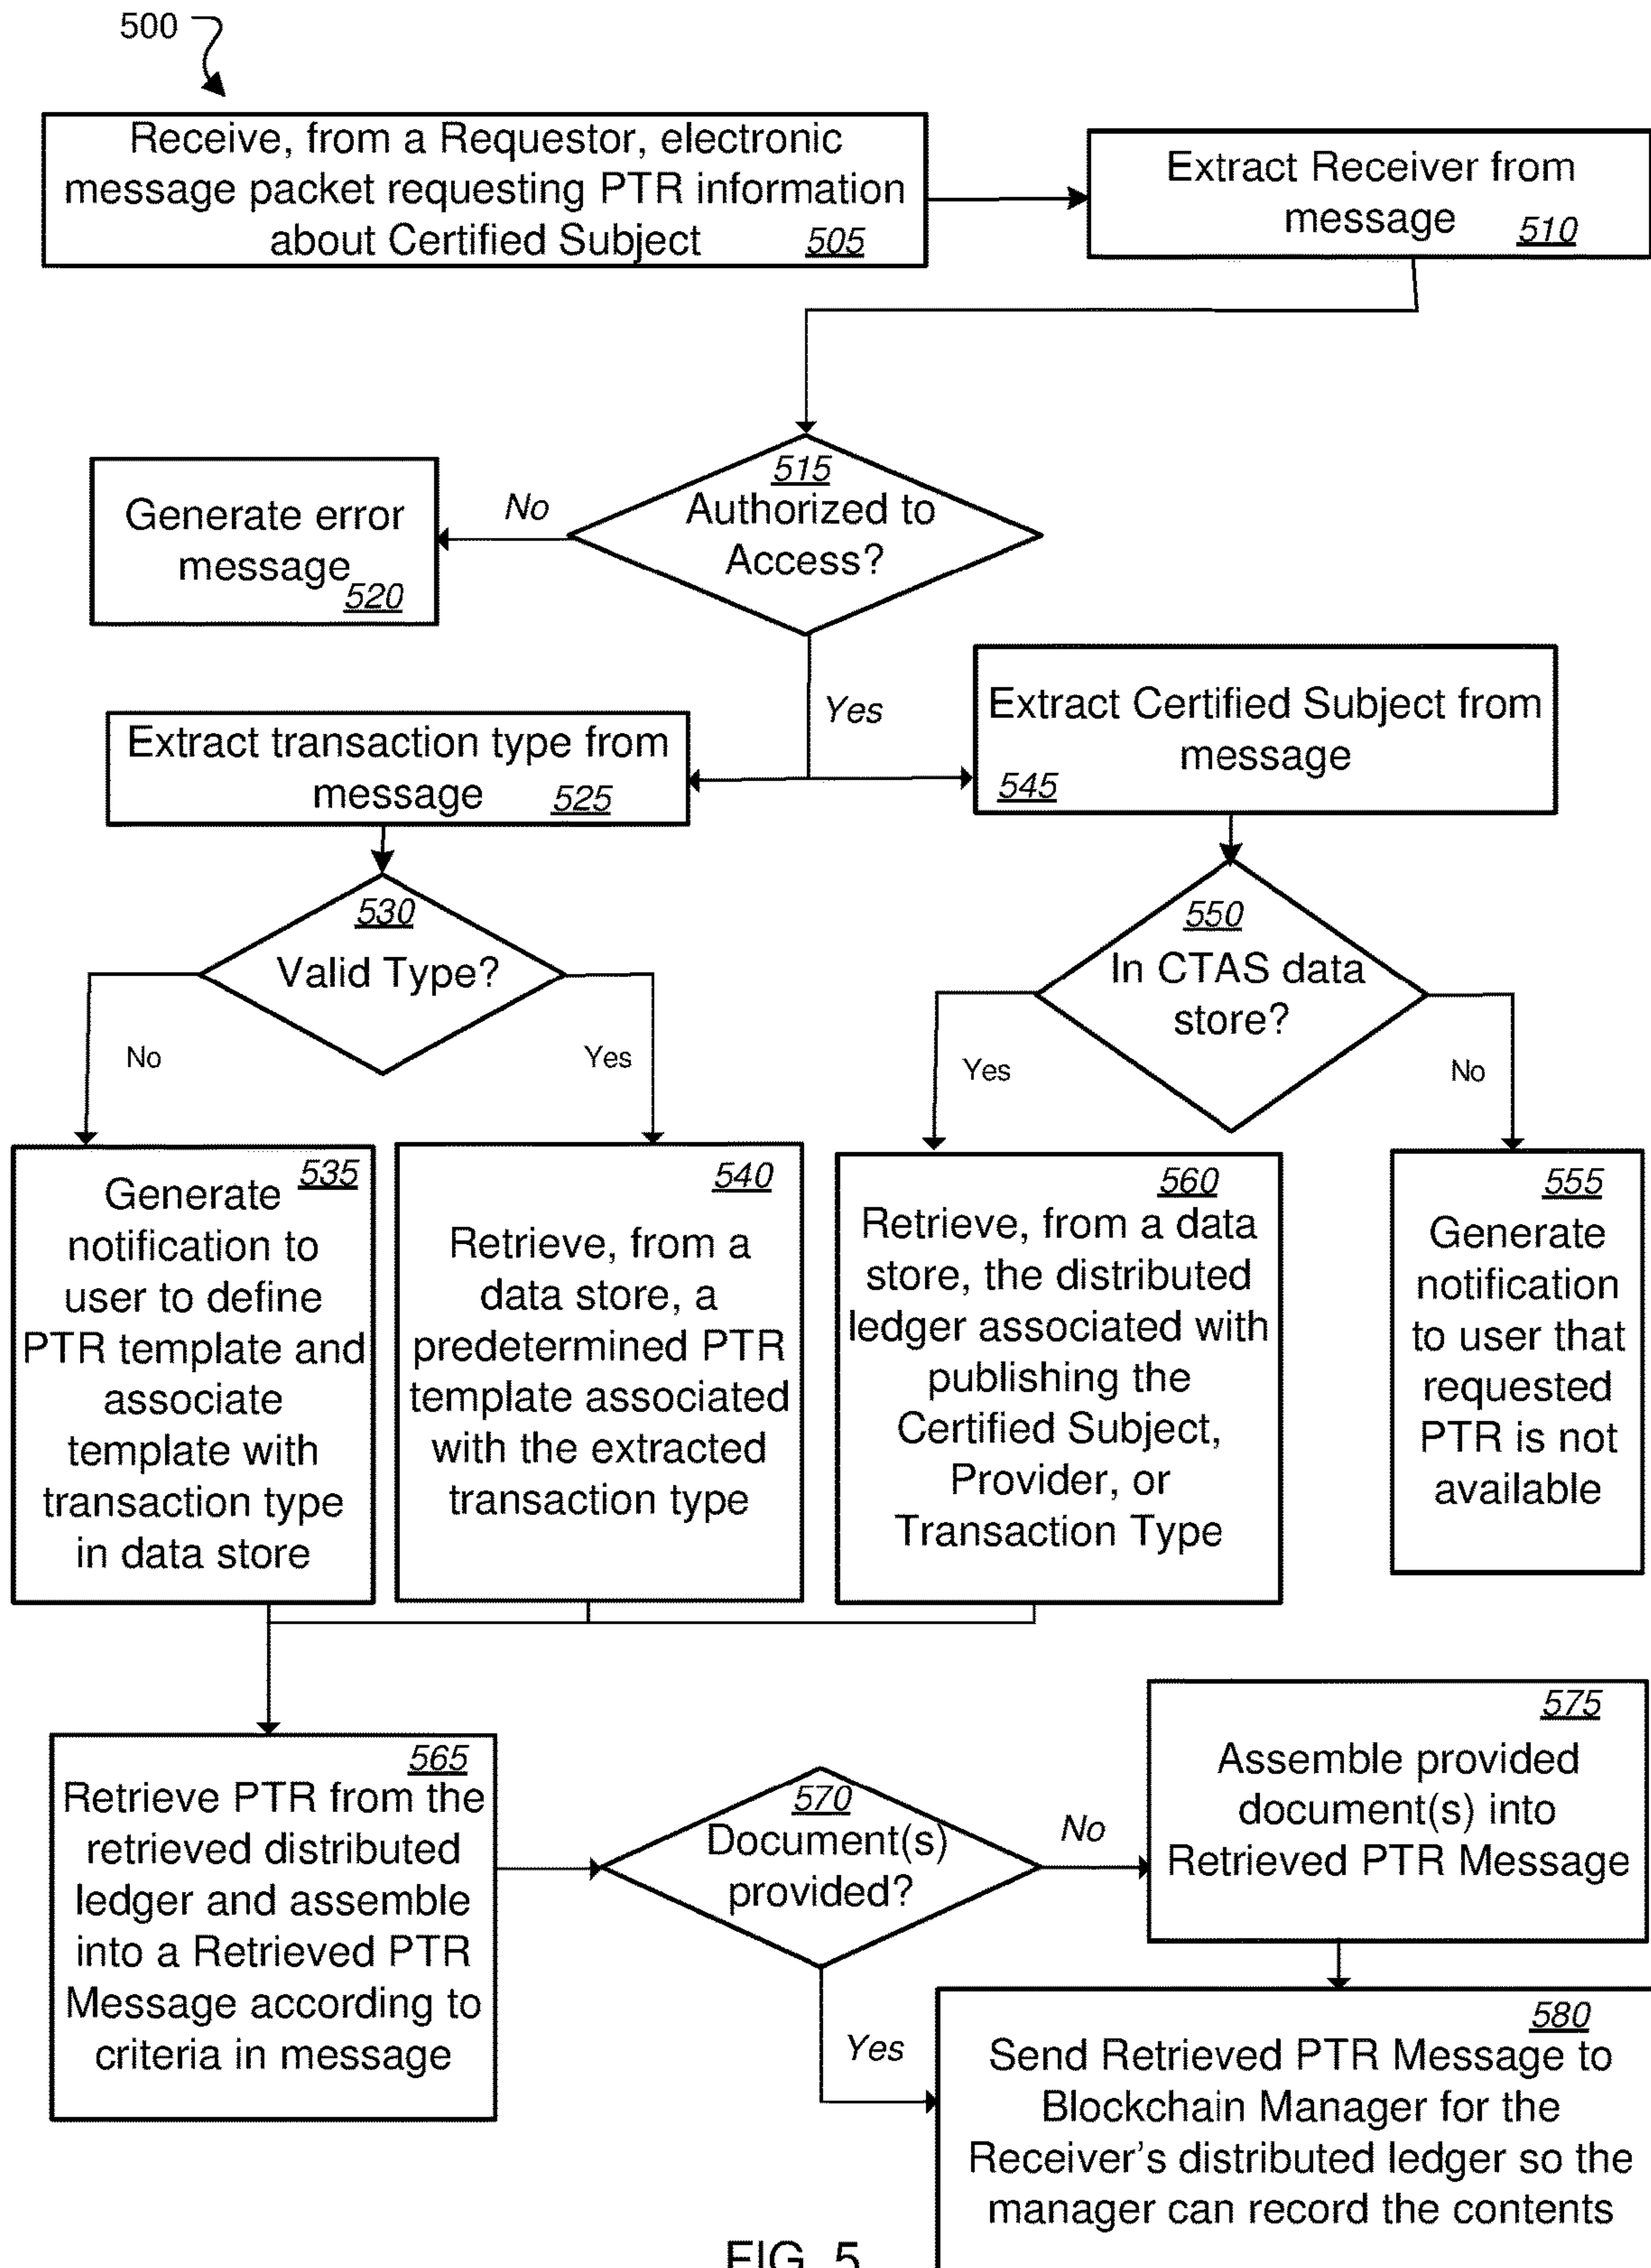 500
Receive, from a Requestor, electronic
message packet requesting PTR information
about Certified Subject 505
Extract Receiver from
message 510
515
Authorized to
Access?
No
Generate error
message
520
Yes
Extract transaction type from
message 525
Extract Certified Subject from
message
545
530
Valid Type?
No
Yes
550
In CTAS data
store?
Yes
No
535
Generate
notification to
user to define
PTR template and
associate
template with
transaction type
in data store
540
Retrieve, from a
data store, a
predetermined PTR
template associated
with the extracted
transaction type
560
Retrieve, from a data
store, the distributed
ledger associated with
publishing the
Certified Subject,
Provider, or
Transaction Type
555
Generate
notification
to user that
requested
PTR is not
available
565
Retrieve PTR from the
retrieved distributed
ledger and assemble
into a Retrieved PTR
Message according to
criteria in message
570
Document(s)
provided?
No
Yes
575
Assemble provided
document(s) into
Retrieved PTR Message
580
Send Retrieved PTR Message to
Blockchain Manager for the
Receiver's distributed ledger so the
manager can record the contents
FIG. 5